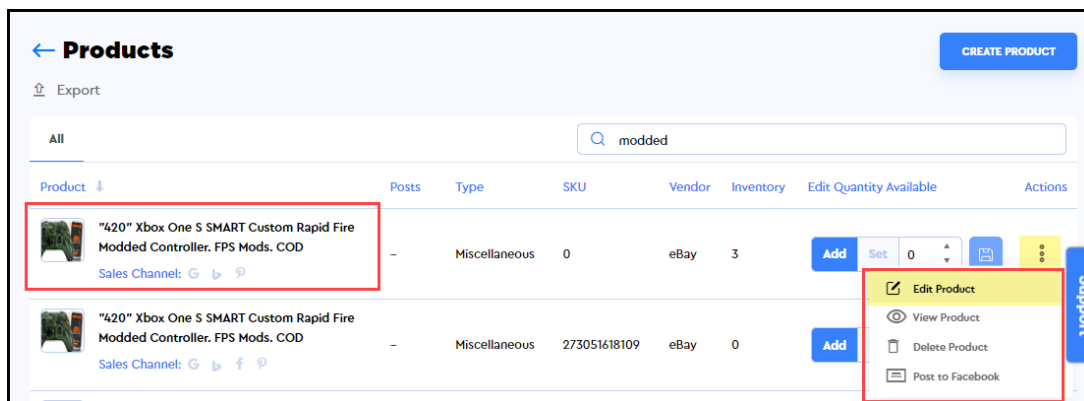 ← Products
CREATE PRODUCT
Export
All
modded
Product Posts Type SKU Vendor Inventory Edit Quantity Available Actions
"420" Xbox One S SMART Custom Rapid Fire
Modded Controller. FPS Mods. COD
Sales Channel:
– Miscellaneous 0 eBay 3 Add Set 0
Edit Product
View Product
Delete Product
Post to Facebook
"420" Xbox One S SMART Custom Rapid Fire
Modded Controller. FPS Mods. COD
Sales Channel:
– Miscellaneous 273051618109 eBay 0 Add
Support